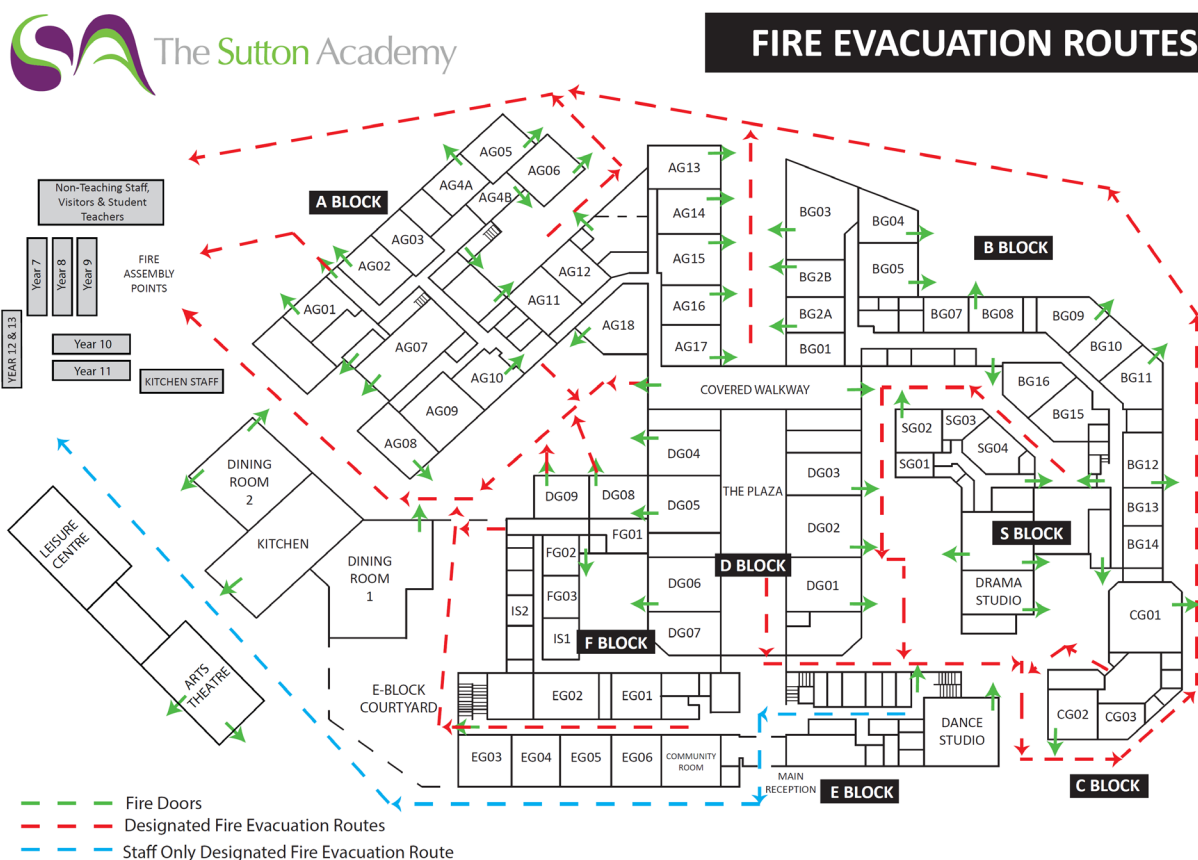 The Sutton Academy
FIRE EVACUATION ROUTES
Non-Teaching Staff,
Visitors & Student
Teachers
Year 7
Year 8
Year 9
FIRE
ASSEMBLY
POINTS
YEAR 12 & 13
Year 10
Year 11
KITCHEN STAFF
A BLOCK
AG05
AG06
AG4A
AG4B
AG03
AG02
AG01
AG12
AG11
AG18
AG07
AG10
AG09
AG08
AG13
AG14
AG15
AG16
AG17
BG03
BG04
BG05
BG2B
BG2A
BG01
B BLOCK
BG07
BG08
BG09
BG10
BG11
BG16
BG15
BG12
BG13
BG14
COVERED WALKWAY
SG02
SG03
SG04
SG01
S BLOCK
DRAMA
STUDIO
DG04
DG05
DG06
DG07
THE PLAZA
D BLOCK
DG03
DG02
DG01
DG09
DG08
FG01
FG02
FG03
IS2
IS1
F BLOCK
DINING
ROOM
2
KITCHEN
DINING
ROOM
1
LEISURE
CENTRE
ARTS
THEATRE
E-BLOCK
COURTYARD
EG02
EG01
EG03
EG04
EG05
EG06
COMMUNITY
ROOM
MAIN
RECEPTION
E BLOCK
DANCE
STUDIO
CG01
CG02
CG03
C BLOCK
Fire Doors
Designated Fire Evacuation Routes
Staff Only Designated Fire Evacuation Route